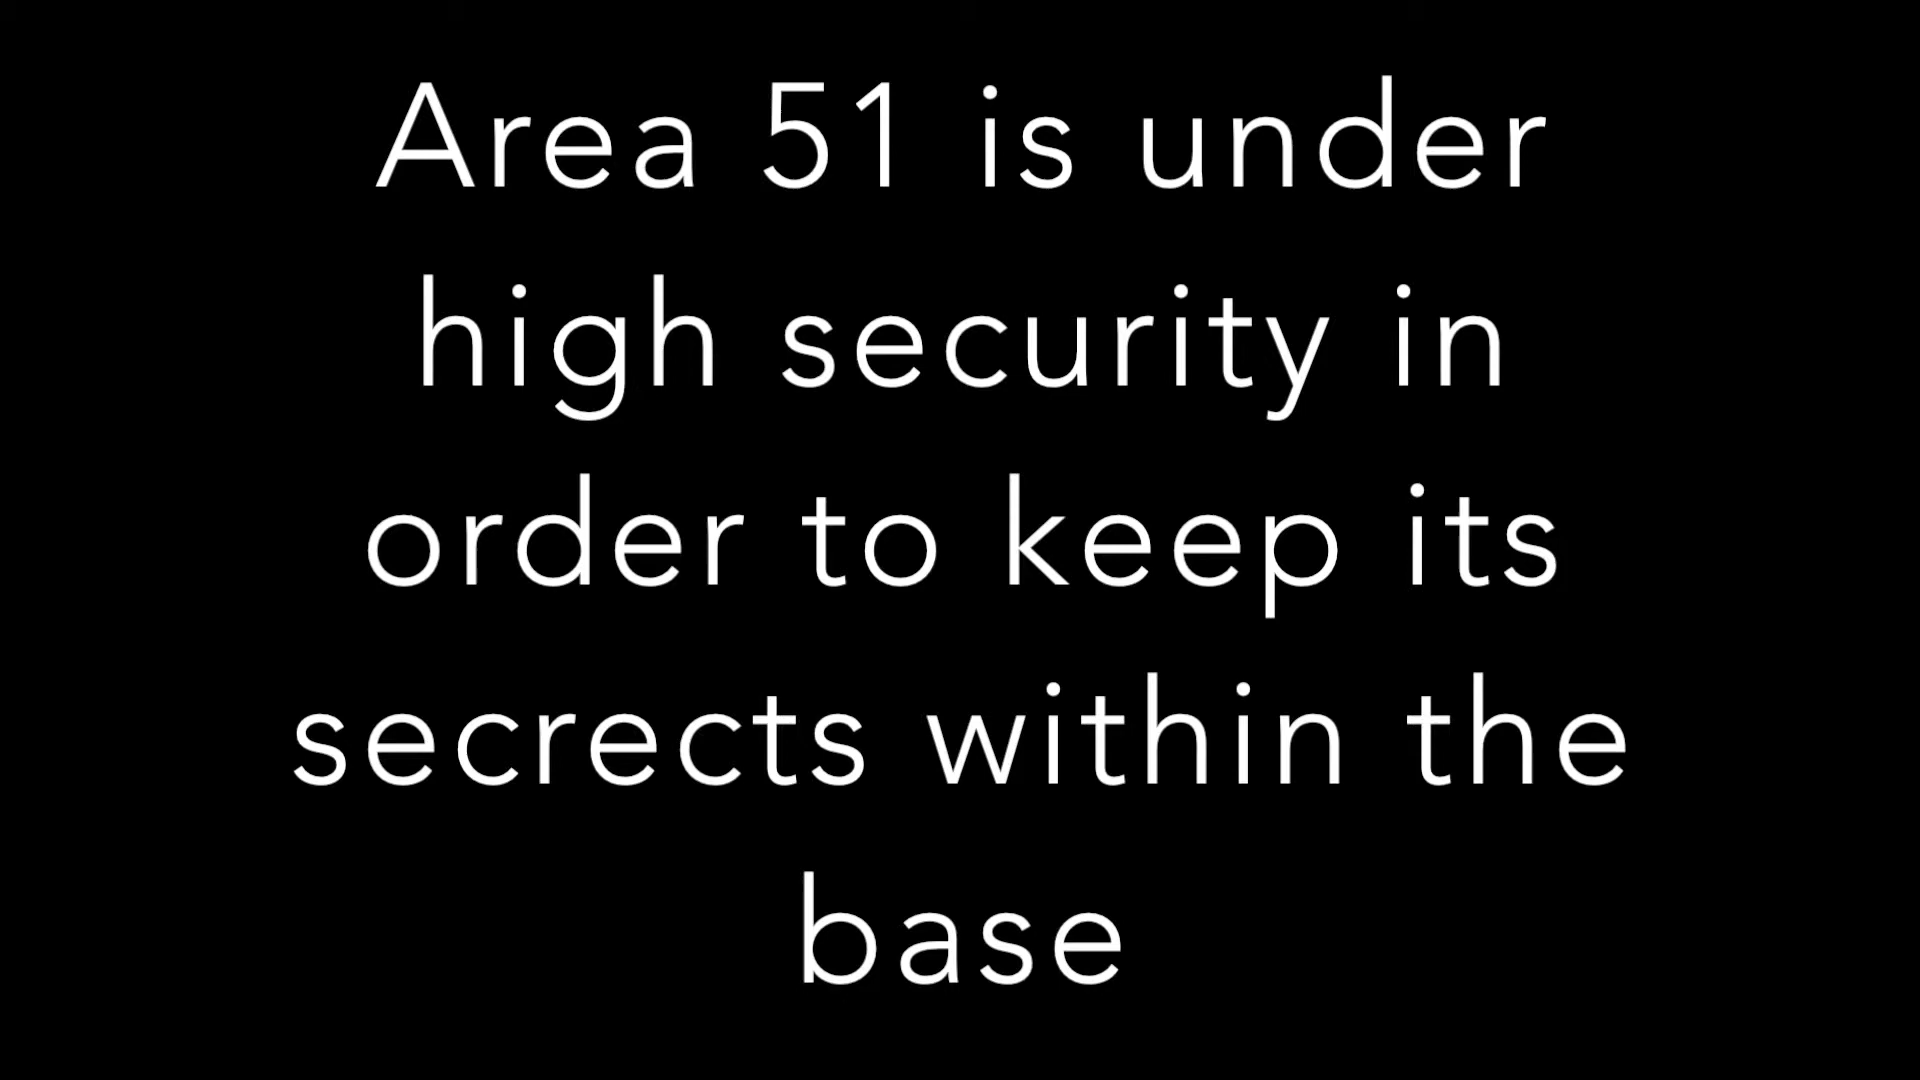 Area 51 is under
high security in
order to keep its
secrects within the
base